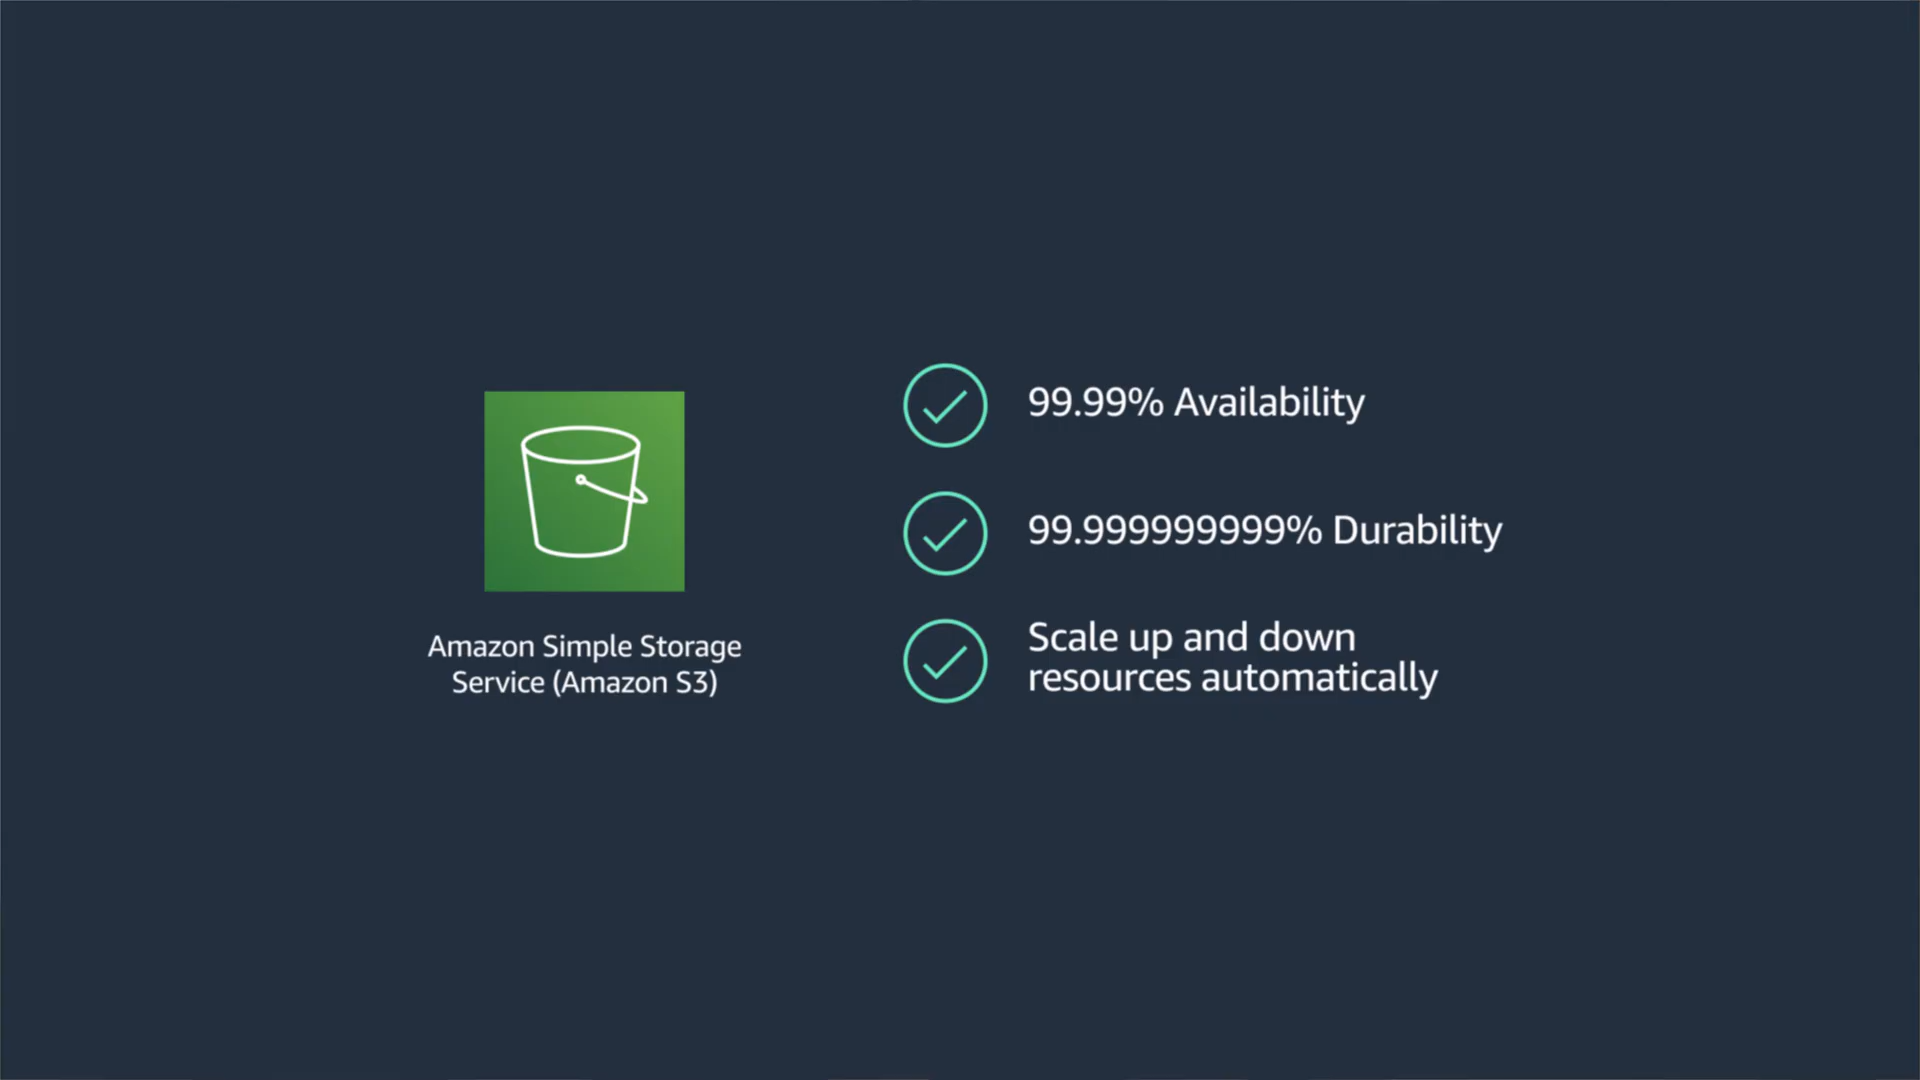 Amazon Simple Storage
Service (Amazon S3)
99.99% Availability
99.999999999% Durability
Scale up and down
resources automatically